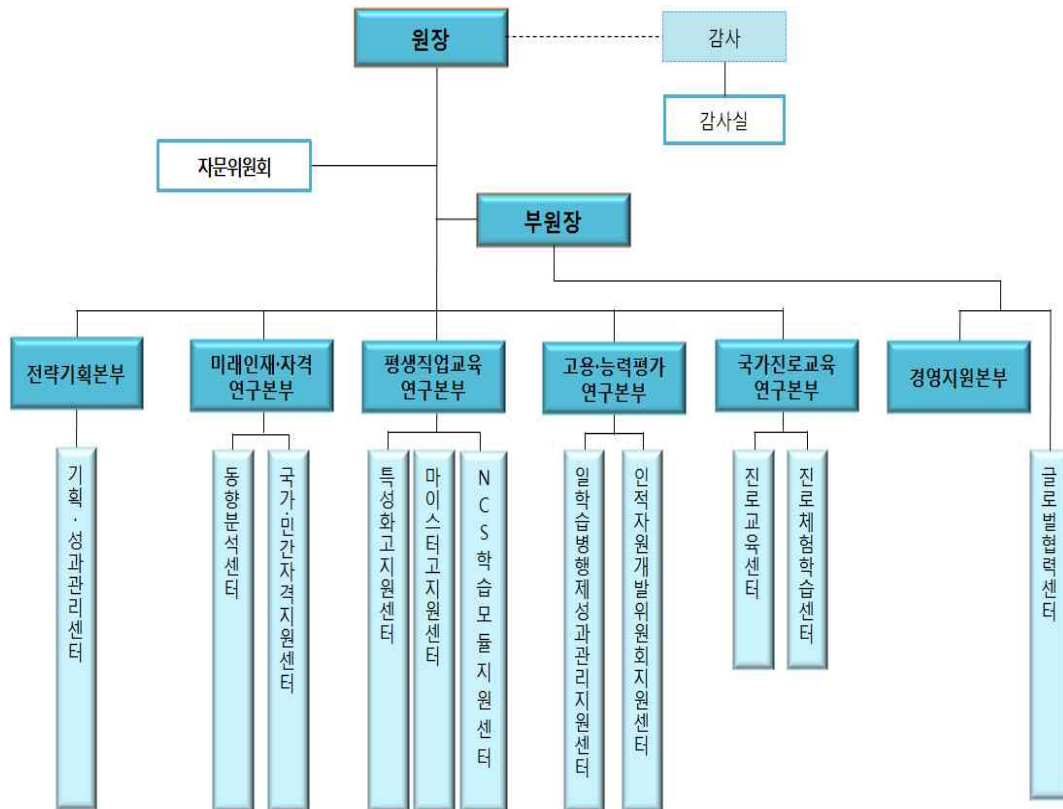 원장
감사
감사실
자문위원회
부원장
전략기획본부
미래인재·자격
연구본부
평생직업교육
연구본부
고용·능력평가
연구본부
국가진로교육
연구본부
경영지원본부
기획·성과관리센터
동향분석센터
국가·민간자격지원센터
특성화고지원센터
마이스터고지원센터
NCS학습모듈지원센터
일학습병행제성과관리지원센터
인적자원개발위원회지원센터
진로교육센터
진로체험학습센터
글로벌협력센터